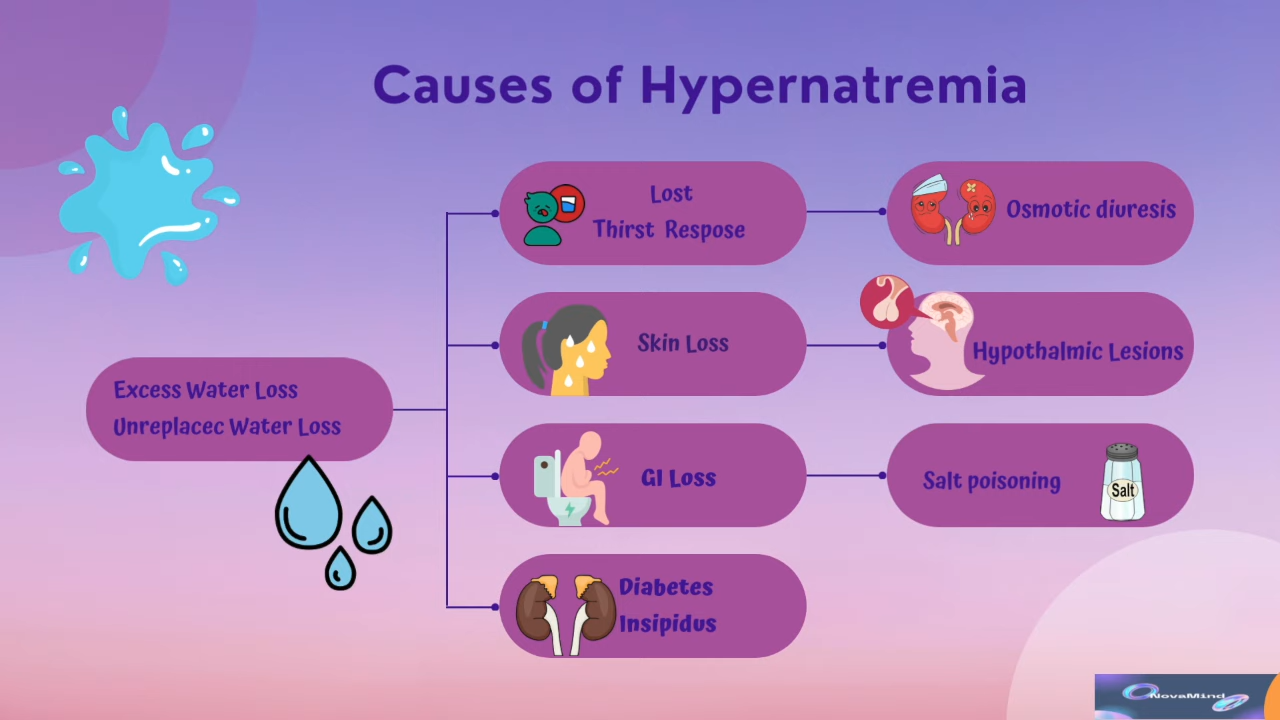 Causes of Hypernatremia
Lost
Thirst Respose
Osmotic diuresis
Skin Loss
Hypothalmic Lesions
Excess Water Loss
Unreplacec Water Loss
GI Loss
Salt poisoning
Salt
Diabetes
Insipidus
NovaMind